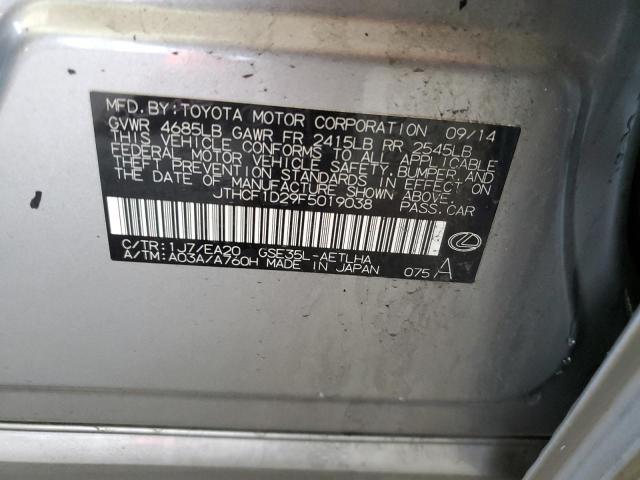 MFD.BY:TOYOTA MOTOR CORPORATION 09/14
GVWR 4685LB GAWR FR 2415LB RR 2545LB
THIS VEHICLE CONFORMS TO ALL APPLICABLE
FEDERAL MOTOR VEHICLE SAFETY, BUMPER, AND
THEFT PREVENTION STANDARDS IN EFFECT ON
THE DATE OF MANUFACTURE SHOWN ABOVE.
JTHCF1D29F5019038 PASS.CAR
C/TR:1J7/EA20 GSE35L-AETLHA
A/TM:A03A/A760H MADE IN JAPAN 075 A